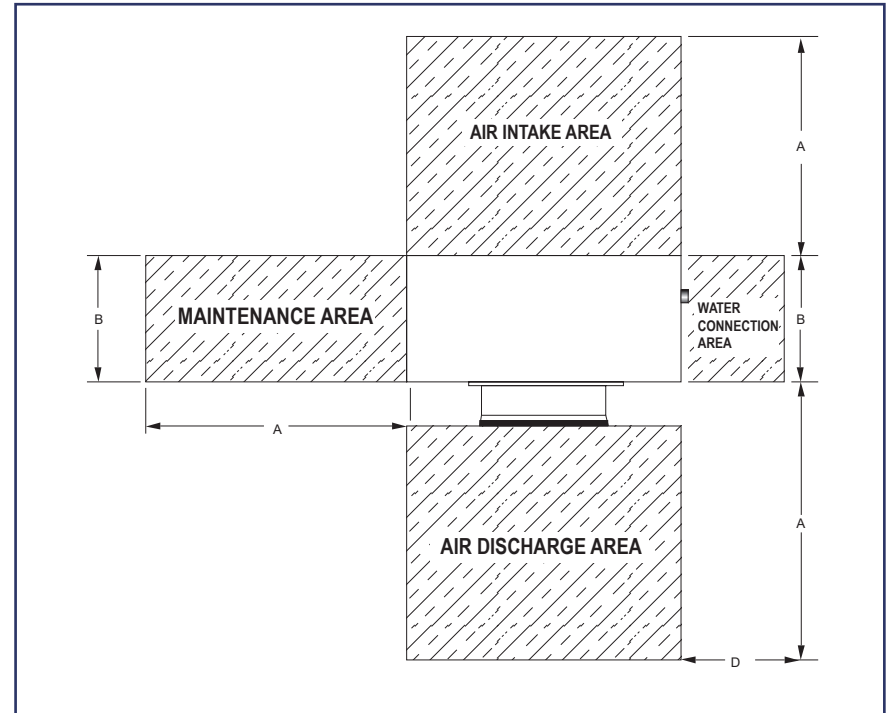 AIR INTAKE AREA
A
B
MAINTENANCE AREA
WATER
CONNECTION
AREA
B
A
AIR DISCHARGE AREA
A
D